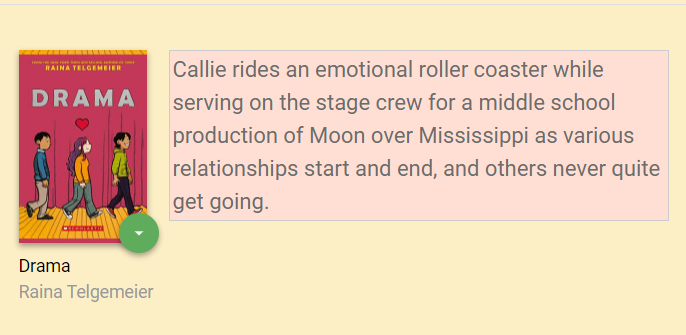 RAINA TELGEMEIER
DRAMA
SCHOLASTIC
Callie rides an emotional roller coaster while
serving on the stage crew for a middle school
production of Moon over Mississippi as various
relationships start and end, and others never quite
get going.
Drama
Raina Telgemeier